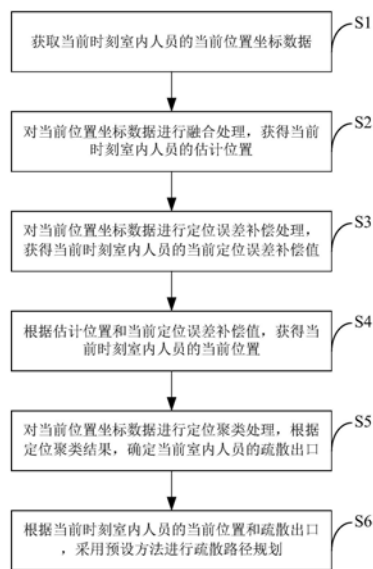 S1
获取当前时刻室内人员的当前位置坐标数据
S2
对当前位置坐标数据进行融合处理，获得当前
时刻室内人员的估计位置
S3
对当前位置坐标数据进行定位误差补偿处理，
获得当前时刻室内人员的当前定位误差补偿值
S4
根据估计位置和当前定位误差补偿值，获得当
前时刻室内人员的当前位置
S5
对当前位置坐标数据进行定位聚类处理，根据
定位聚类结果，确定当前室内人员的疏散出口
S6
根据当前时刻室内人员的当前位置和疏散出口
，采用预设方法进行疏散路径规划